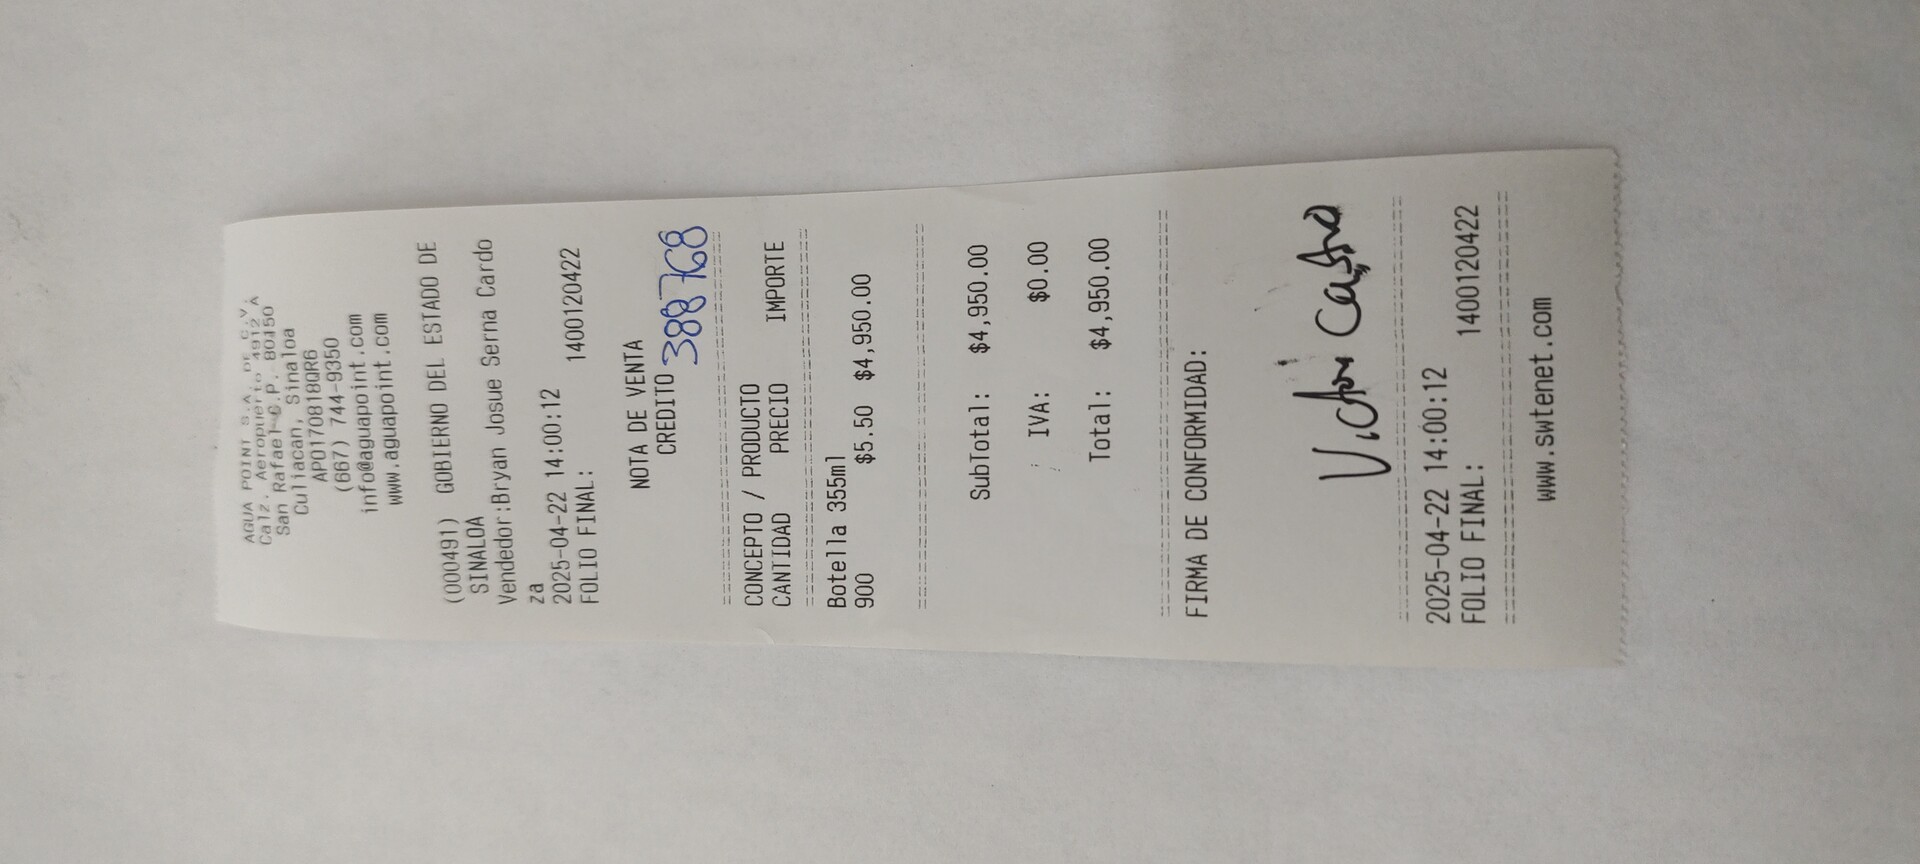 AGUA POINT S.A. DE C.V.
Calz. Aeropuerto 4912 A
San Rafael C.P. 80150
Culiacan, Sinaloa
APO170818QR6
(667) 744-9350
info@aguapoint.com
www.aguapoint.com
(000491) GOBIERNO DEL ESTADO DE
SINALOA
Vendedor:Bryan Josue Serna Cardo
za
2025-04-22 14:00:12
FOLIO FINAL: 1400120422
NOTA DE VENTA
CREDITO 388768
CONCEPTO / PRODUCTO
CANTIDAD PRECIO IMPORTE
Botella 355ml
900 $5.50 $4,950.00
SubTotal: $4,950.00
IVA: $0.00
Total: $4,950.00
FIRMA DE CONFORMIDAD:
Victor Castro
2025-04-22 14:00:12
FOLIO FINAL: 1400120422
www.swtenet.com